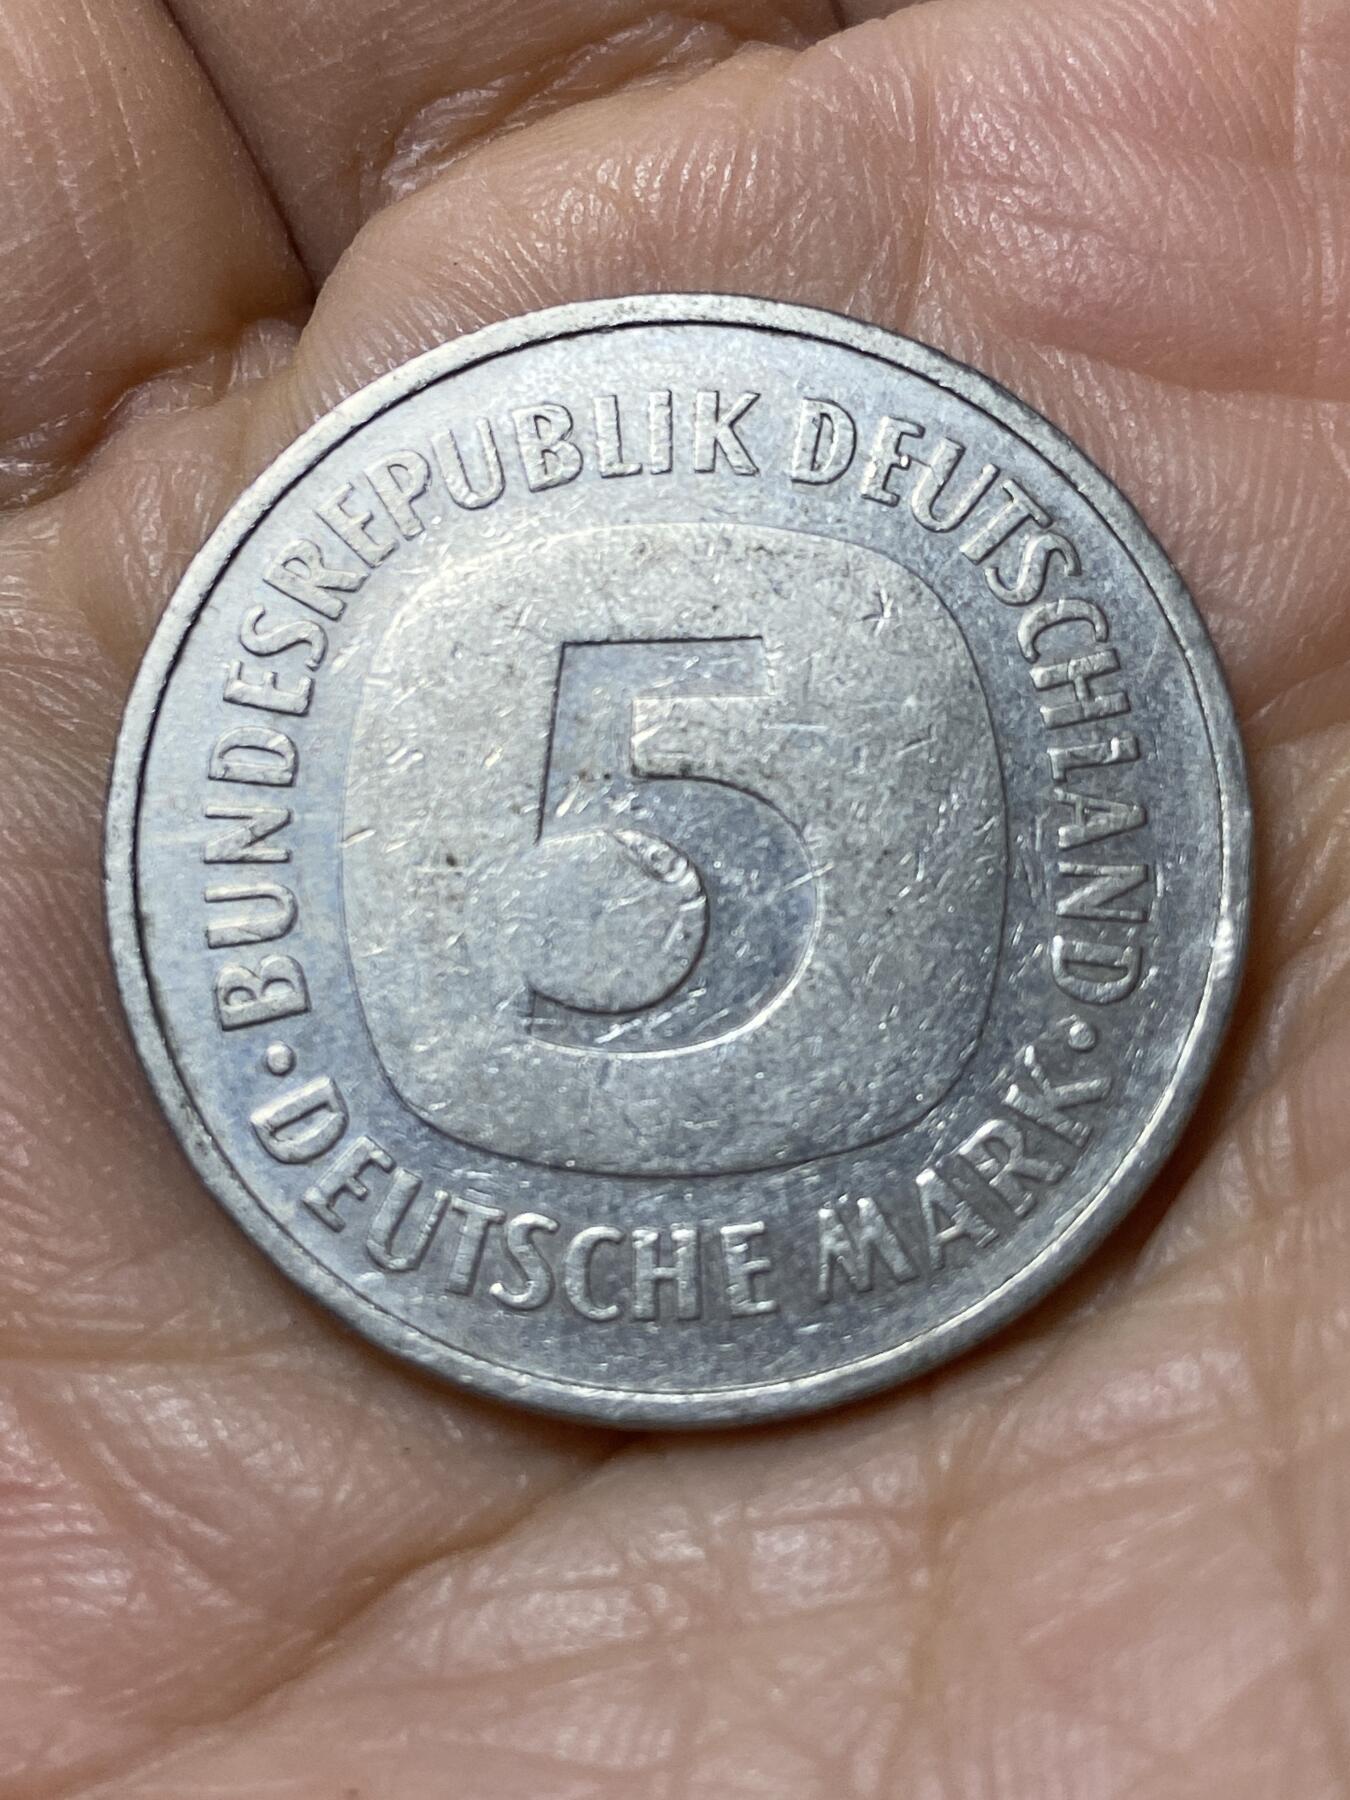 BUNDESREPUBLIK DEUTSCHLAND
5
· DEUTSCHE MARK ·